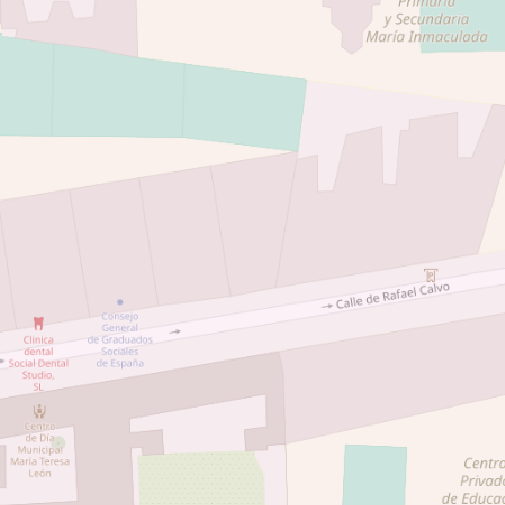 Primaria
y Secundaria
María Inmaculada
Calle de Rafael Calvo
Consejo
General
de Graduados
Sociales
de España
Clínica
dental
Social Dental
Studio,
SL
Centro
de Día
Municipal
María Teresa
León
Centro
Privado
de Educac